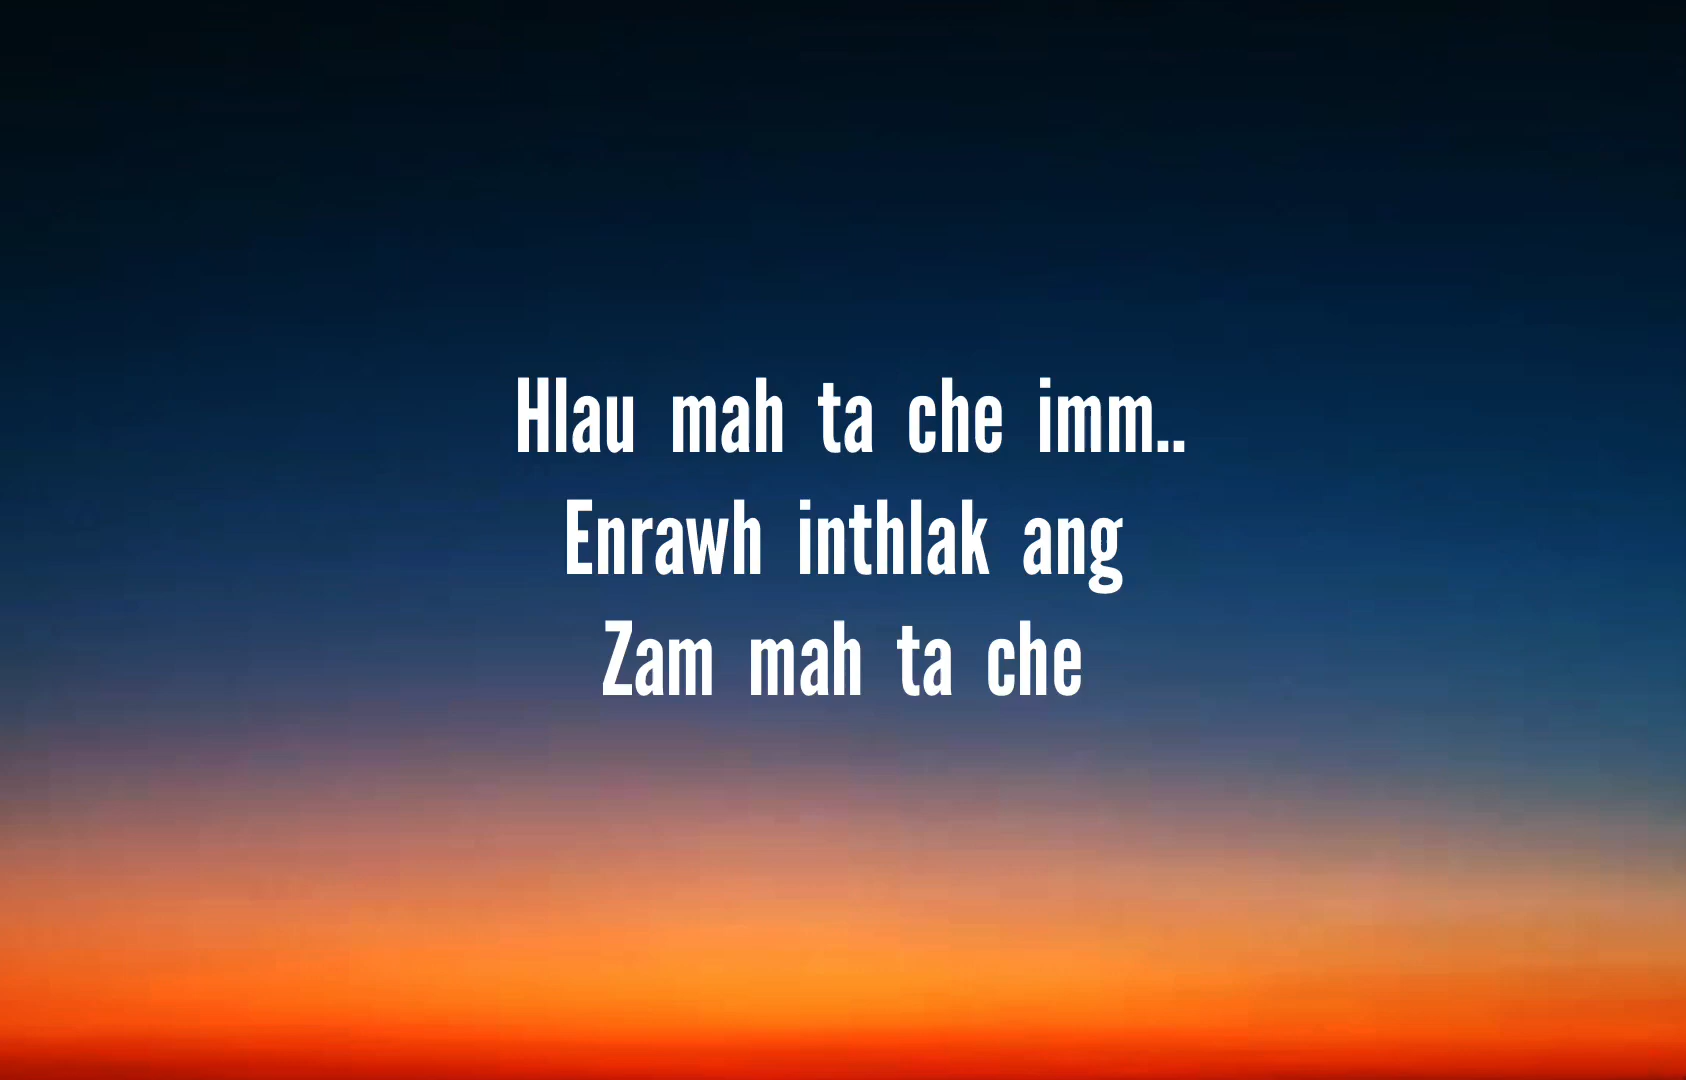 Hlau mah ta che imm..
Enrawh inthlak ang
Zam mah ta che